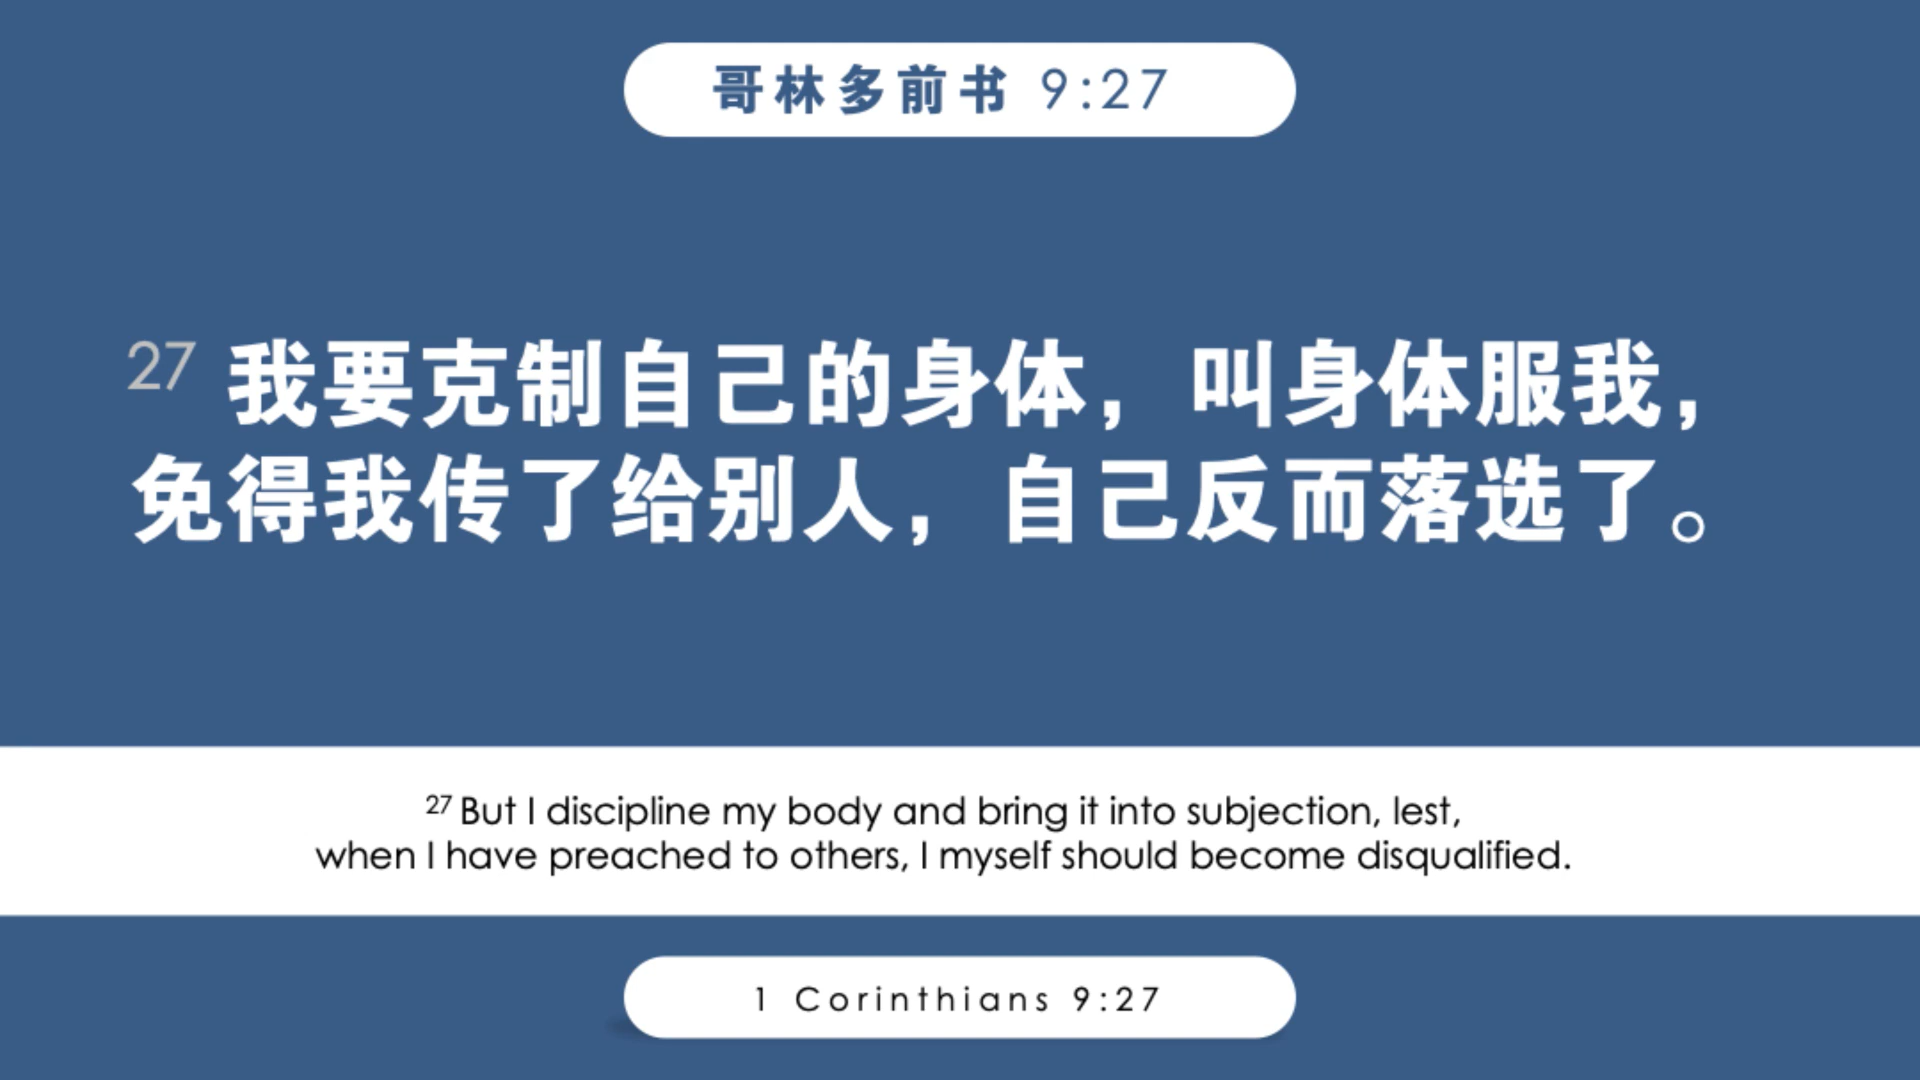 哥林多前书 9:27
27 我要克制自己的身体，叫身体服我，
免得我传了给别人，自己反而落选了。
27 But I discipline my body and bring it into subjection, lest,
when I have preached to others, I myself should become disqualified.
1 Corinthians 9:27